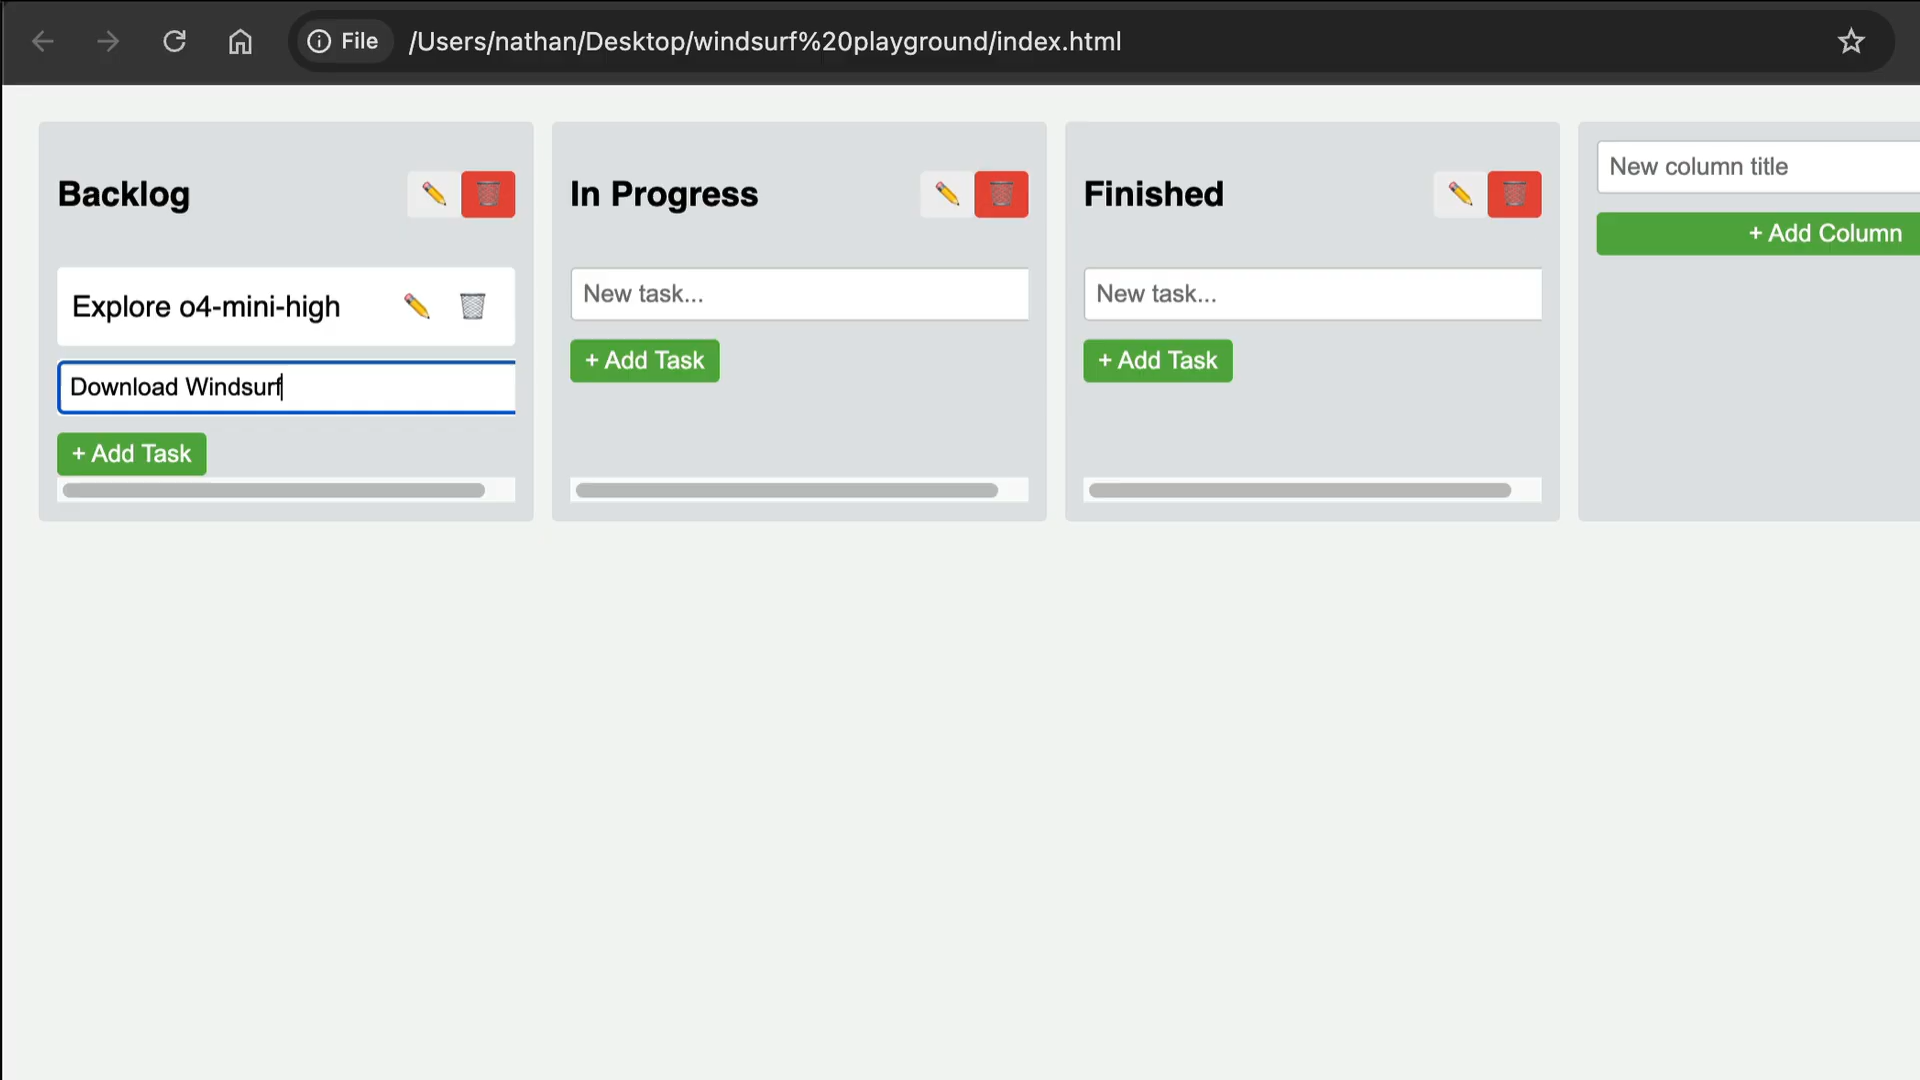 File /Users/nathan/Desktop/windsurf%20playground/index.html
Backlog
Explore o4-mini-high
Download Windsurf
+ Add Task
In Progress
New task...
+ Add Task
Finished
New task...
+ Add Task
New column title
+ Add Column